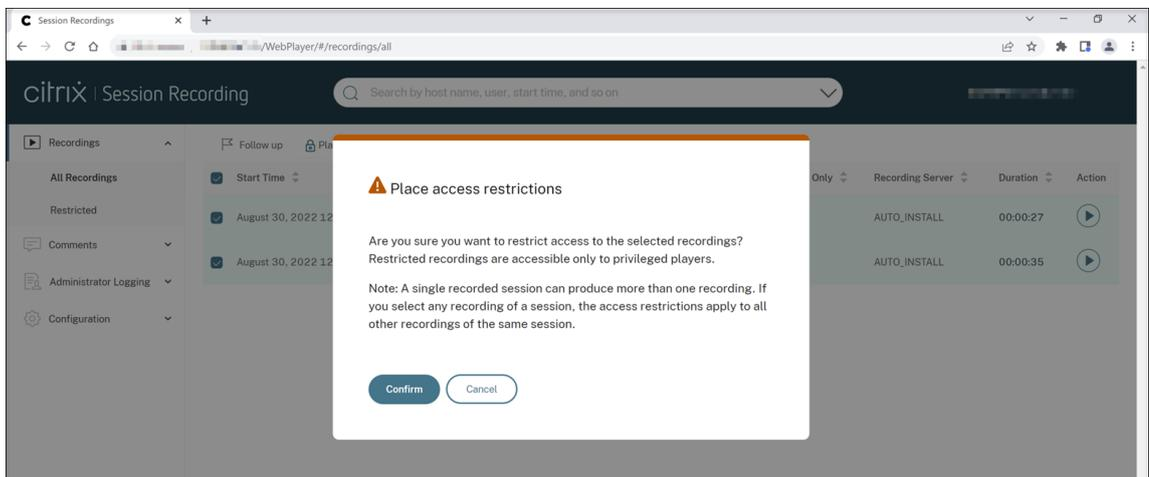 Session Recordings
/WebPlayer/#/recordings/all
citrix | Session Recording
Search by host name, user, start time, and so on
Recordings
Follow up
Pla
All Recordings
Start Time
Only
Recording Server
Duration
Action
Restricted
August 30, 2022 12
AUTO_INSTALL
00:00:27
Comments
August 30, 2022 12
AUTO_INSTALL
00:00:35
Administrator Logging
Configuration
Place access restrictions
Are you sure you want to restrict access to the selected recordings?
Restricted recordings are accessible only to privileged players.
Note: A single recorded session can produce more than one recording. If
you select any recording of a session, the access restrictions apply to all
other recordings of the same session.
Confirm
Cancel